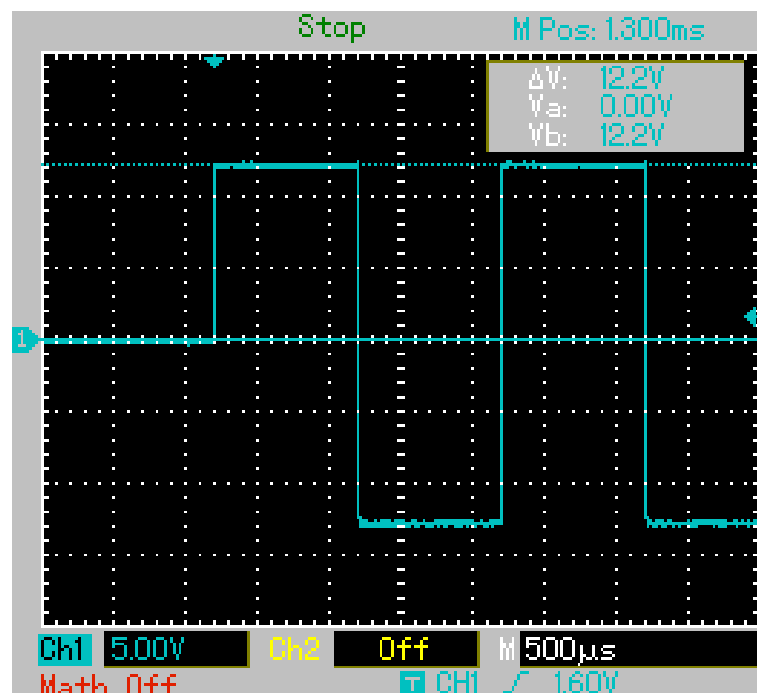 Stop M Pos: 1.300ms
ΔV: 12.2V
Va: 0.00V
Vb: 12.2V
1
Ch1 5.00V Ch2 Off M 500µs
Math Off T CH1 1.60V